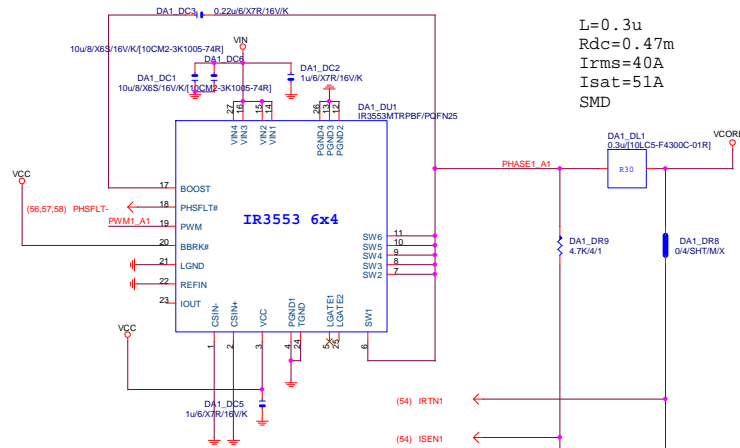 DA1_DC3
0.22u/6/X7R/16V/K
L=0.3u
Rdc=0.47m
Irms=40A
Isat=51A
SMD
VIN
10u/8/X6S/16V/K/[10CM2-3K1005-74R]
DA1_DC6
DA1_DC1
10u/8/X6S/16V/K/[10CM2-3K1005-74R]
DA1_DC2
1u/6/X7R/16V/K
DA1_DU1
IR3553MTRPBF/PQFN25
27
16
15
14
26
13
12
VIN4
VIN3
VIN2
VIN1
PGND4
PGND3
PGND2
DA1_DL1
0.3u/[10LC5-F4300C-01R]
VCORE
PHASE1_A1
R30
VCC
17
BOOST
(56,57,58) PHSFLT-
18
PHSFLT#
PWM1_A1
19
PWM
IR3553 6x4
20
BBRK#
21
LGND
22
REFIN
23
IOUT
SW6
11
SW5
10
SW4
9
SW3
8
SW2
7
DA1_DR9
4.7K/4/1
DA1_DR8
0/4/SHT/M/X
CSIN-
CSIN+
VCC
PGND1
TGND
LGATE1
LGATE2
SW1
1
2
3
4
24
5
25
6
VCC
DA1_DC5
1u/6/X7R/16V/K
(54) IRTN1
(54) ISEN1